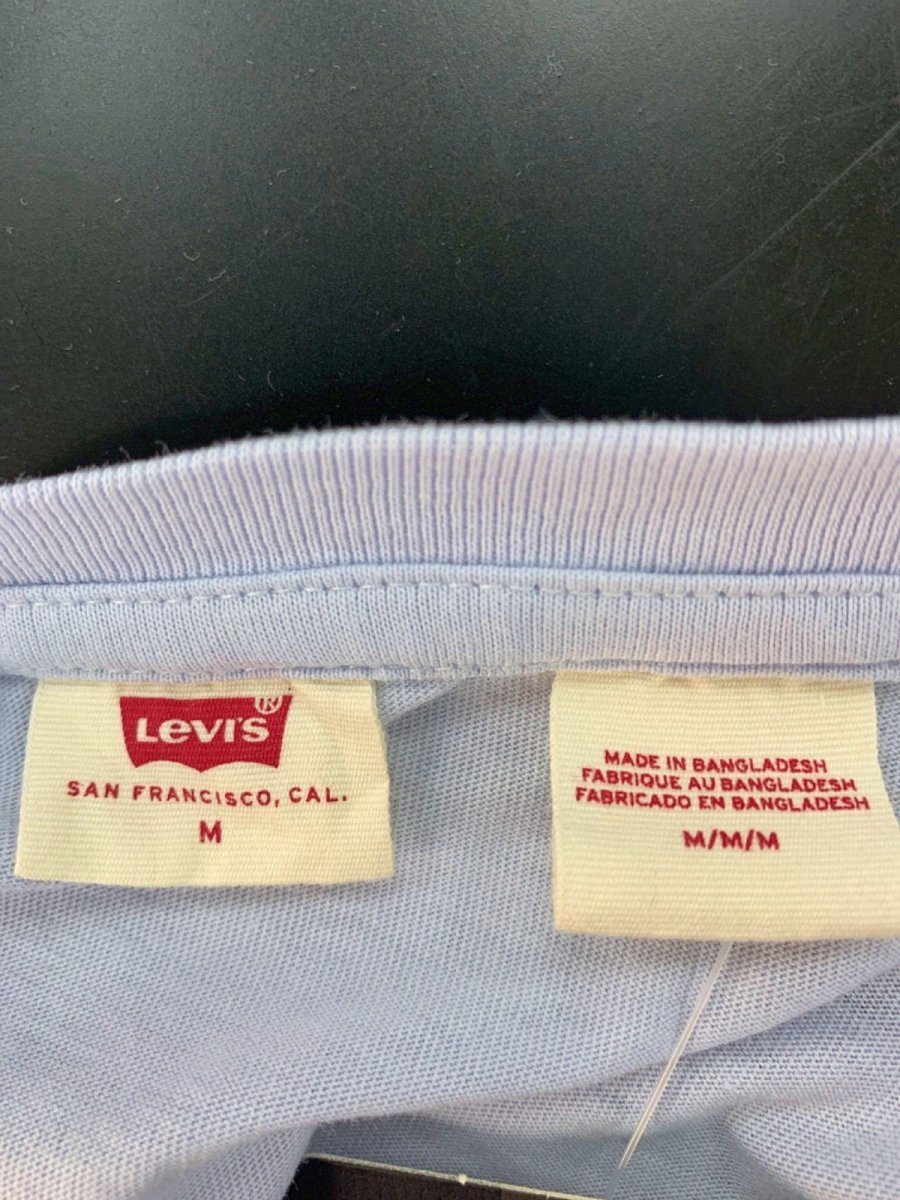 Levi's ®
SAN FRANCISCO, CAL.
M
MADE IN BANGLADESH
FABRIQUE AU BANGLADESH
FABRICADO EN BANGLADESH
M/M/M